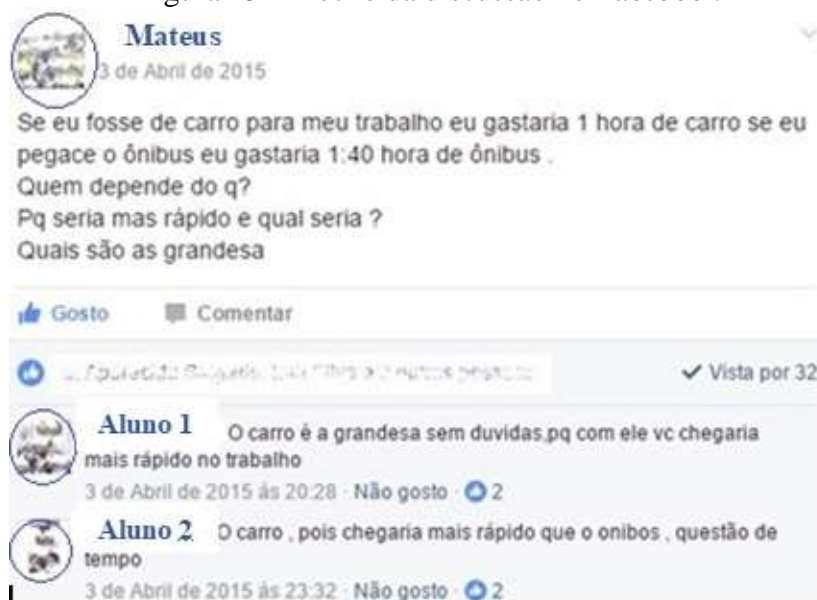 Mateus
3 de Abril de 2015
Se eu fosse de carro para meu trabalho eu gastaria 1 hora de carro se eu
pegace o ônibus eu gastaria 1:40 hora de ônibus .
Quem depende do q?
Pq seria mas rápido e qual seria ?
Quais são as grandesa
Gosto Comentar
Vista por 32
Aluno 1 O carro é a grandesa sem duvidas,pq com ele vc chegaria
mais rápido no trabalho
3 de Abril de 2015 às 20:28 · Não gosto · 2
Aluno 2 O carro , pois chegaria mais rápido que o onibos , questão de
tempo
3 de Abril de 2015 às 23:32 · Não gosto · 2